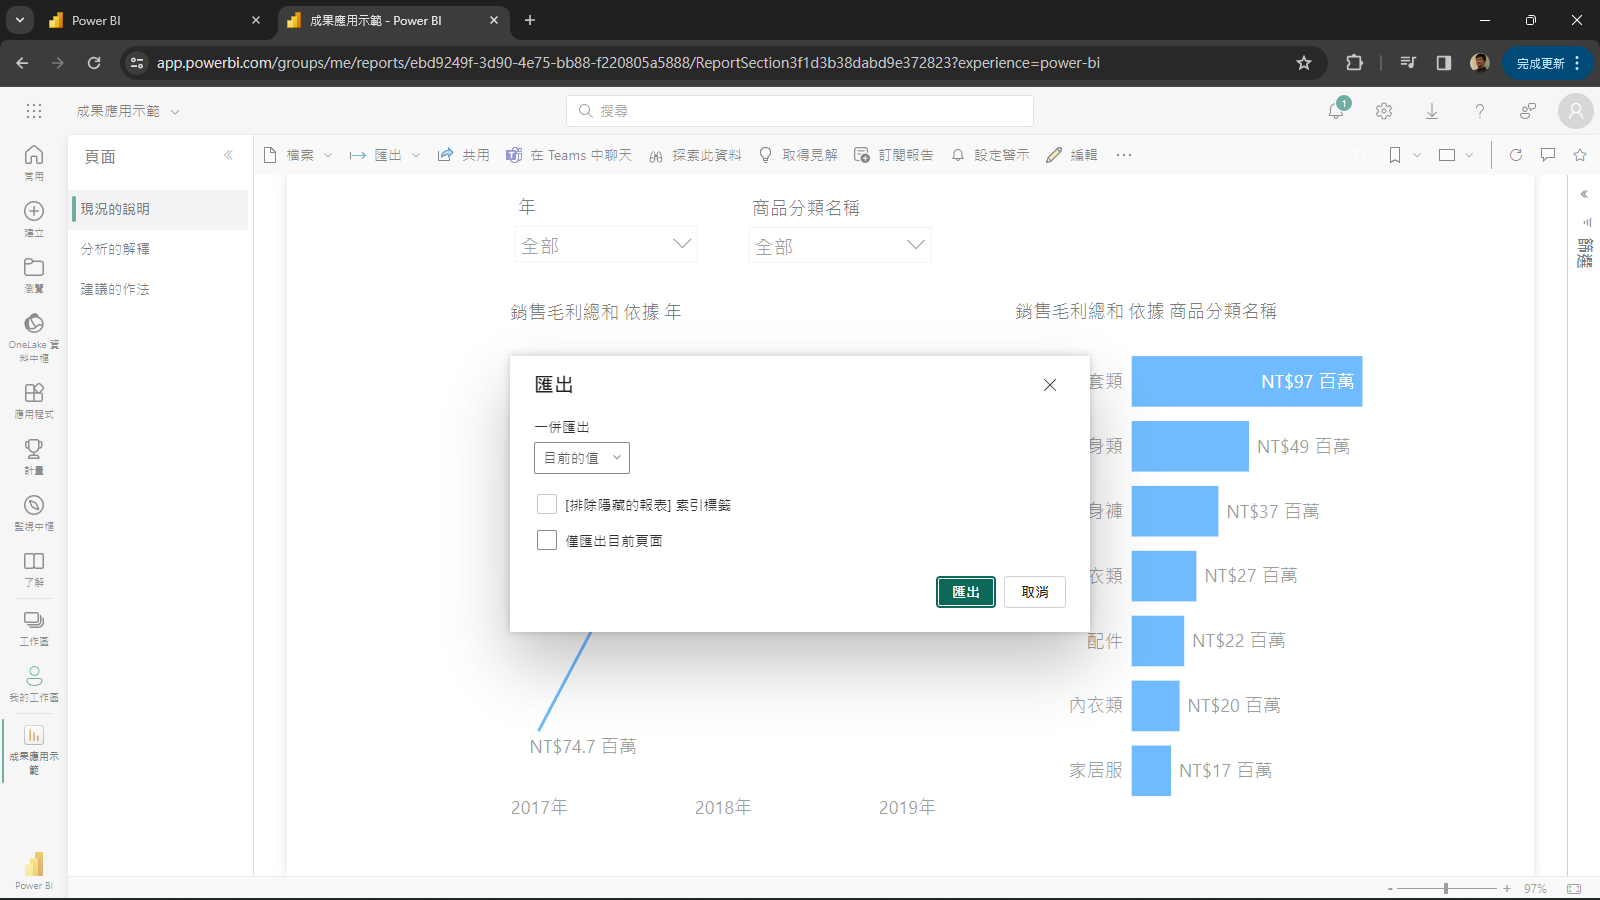 Power BI
成果應用示範 - Power BI
app.powerbi.com/groups/me/reports/ebd9249f-3d90-4e75-bb88-f220805a5888/ReportSection3f1d3b38dabd9e372823?experience=power-bi
完成更新
成果應用示範
搜尋
1
常用
建立
瀏覽
OneLake 資
料中樞
應用程式
計量
監視中樞
了解
工作區
我的工作區
成果應用示
範
Power BI
頁面
現況的說明
分析的解釋
建議的作法
檔案
匯出
共用
在 Teams 中聊天
探索此資料
取得見解
訂閱報告
設定警示
編輯
年
全部
商品分類名稱
全部
銷售毛利總和 依據 年
NT$74.7 百萬
2017年
2018年
2019年
銷售毛利總和 依據 商品分類名稱
套類
NT$97 百萬
身類
NT$49 百萬
身褲
NT$37 百萬
衣類
NT$27 百萬
配件
NT$22 百萬
內衣類
NT$20 百萬
家居服
NT$17 百萬
匯出
一併匯出
目前的值
[排除隱藏的報表] 索引標籤
僅匯出目前頁面
匯出
取消
篩選
- + 97%